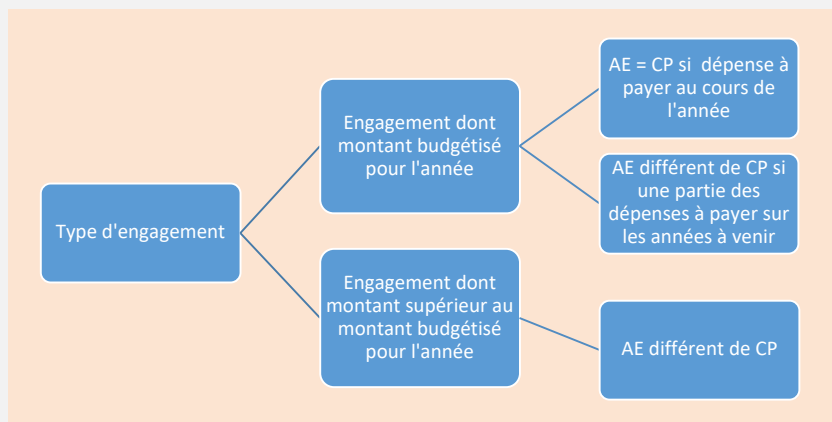 Type d'engagement
Engagement dont
montant budgétisé
pour l'année
AE = CP si dépense à
payer au cours de
l'année
AE différent de CP si
une partie des
dépenses à payer sur
les années à venir
Engagement dont
montant supérieur au
montant budgétisé
pour l'année
AE différent de CP